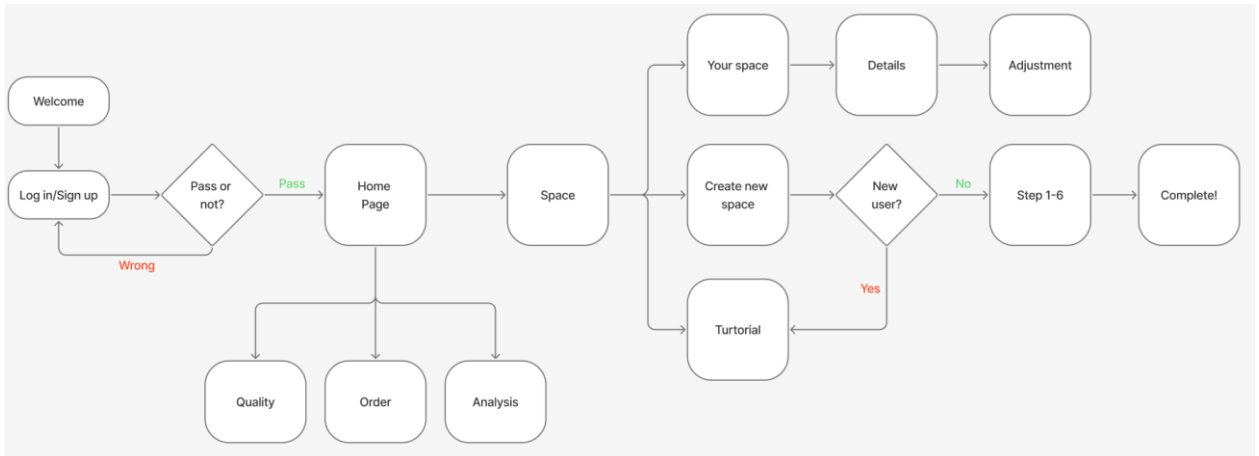 Welcome
Log in/Sign up
Pass or
not?
Pass
Wrong
Home
Page
Quality
Order
Analysis
Space
Your space
Details
Adjustment
Create new
space
New
user?
No
Yes
Step 1-6
Complete!
Turtorial